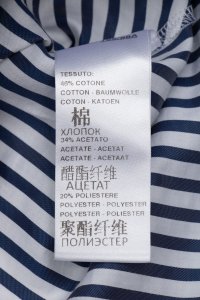 TESSUTO:
46% COTONE
COTTON - BAUMWOLLE
COTON - KATOEN
棉
ХЛОПОК
34% ACETATO
ACETATE - ACETAT
ACETATE - ACETAAT
醋酯纤维
АЦЕТАТ
20% POLIESTERE
POLYESTER - POLYESTER
POLYESTER - POLYESTER
聚酯纤维
ПОЛИЭСТЕР